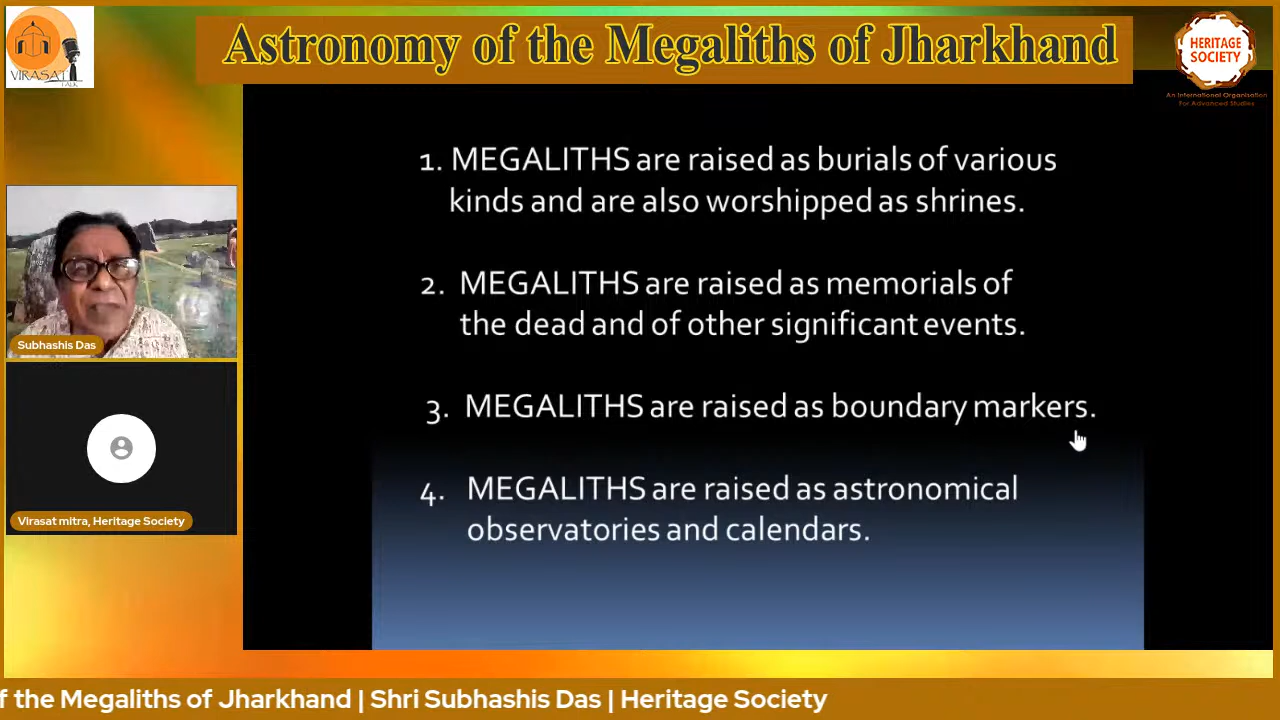 Astronomy of the Megaliths of Jharkhand
VIRASAT
TALK
HERITAGE
SOCIETY
An International Organisation
For Advanced Studies
1. MEGALITHS are raised as burials of various
kinds and are also worshipped as shrines.
2. MEGALITHS are raised as memorials of
the dead and of other significant events.
3. MEGALITHS are raised as boundary markers.
4. MEGALITHS are raised as astronomical
observatories and calendars.
Subhashis Das
Virasat mitra, Heritage Society
f the Megaliths of Jharkhand | Shri Subhashis Das | Heritage Society